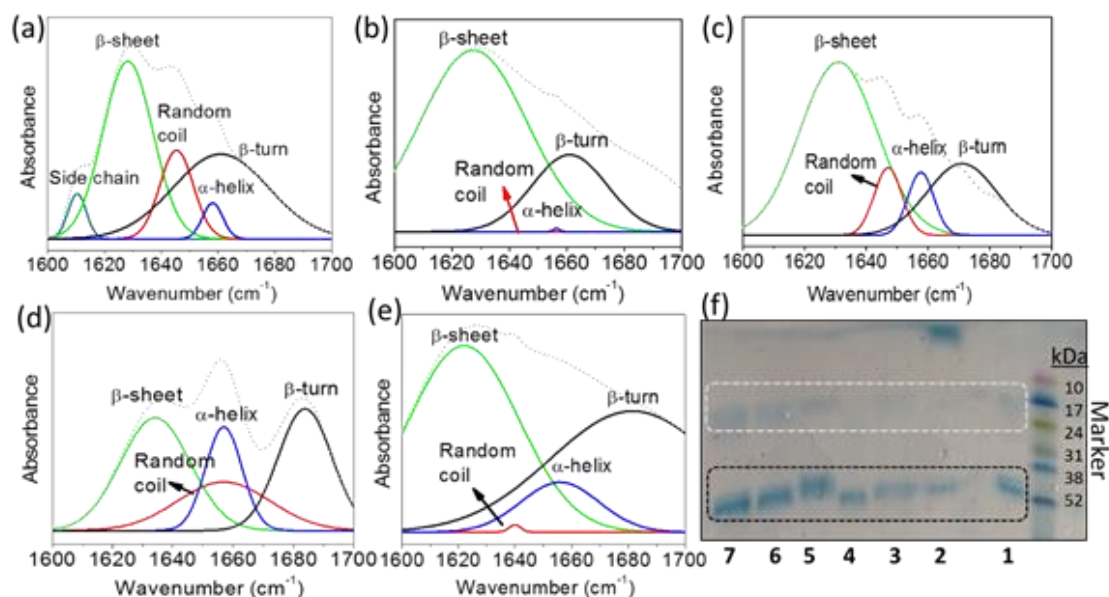 (a)
β-sheet
Random
coil
β-turn
Side chain
α-helix
Absorbance
1600 1620 1640 1660 1680 1700
Wavenumber (cm⁻¹)
(b)
β-sheet
β-turn
Random
coil
α-helix
Absorbance
1600 1620 1640 1660 1680 1700
Wavenumber (cm⁻¹)
(c)
β-sheet
α-helix
β-turn
Random
coil
Absorbance
1600 1620 1640 1660 1680 1700
Wavenumber (cm⁻¹)
(d)
β-sheet
β-turn
α-helix
Random
coil
Absorbance
1600 1620 1640 1660 1680 1700
Wavenumber (cm⁻¹)
(e)
β-sheet
β-turn
Random
coil
α-helix
Absorbance
1600 1620 1640 1660 1680 1700
Wavenumber (cm⁻¹)
(f)
kDa
10
17
24
31
38
52
Marker
7 6 5 4 3 2 1